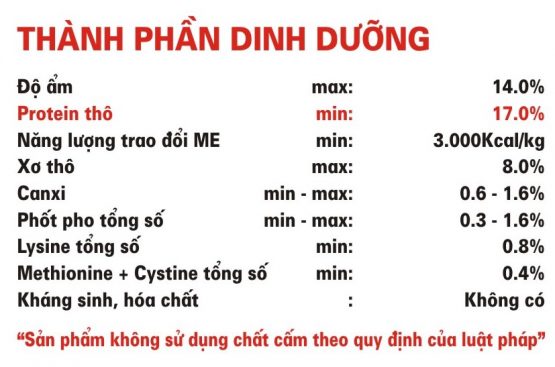 THÀNH PHẦN DINH DƯỠNG
Độ ẩm max: 14.0%
Protein thô min: 17.0%
Năng lượng trao đổi ME min: 3.000Kcal/kg
Xơ thô max: 8.0%
Canxi min - max: 0.6 - 1.6%
Phốt pho tổng số min - max: 0.3 - 1.6%
Lysine tổng số min: 0.8%
Methionine + Cystine tổng số min: 0.4%
Kháng sinh, hóa chất : Không có
“Sản phẩm không sử dụng chất cấm theo quy định của luật pháp”